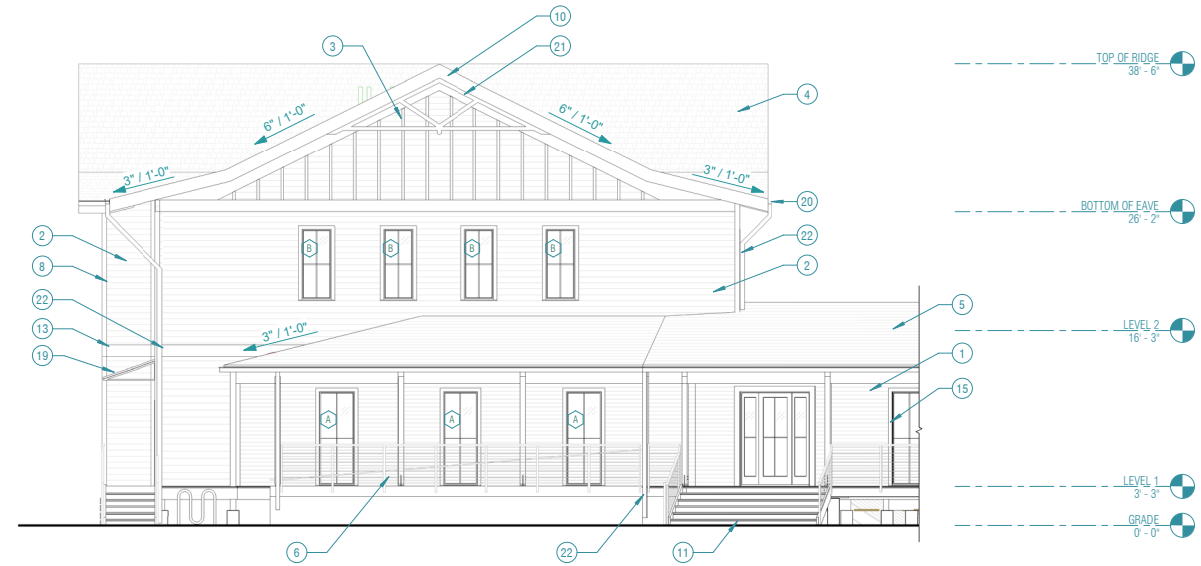 10
3
21
TOP OF RIDGE
38' - 6"
4
6" / 1'-0"
6" / 1'-0"
3" / 1'-0"
3" / 1'-0"
20
BOTTOM OF EAVE
26' - 2"
2
22
B
B
B
B
8
2
22
5
13
3" / 1'-0"
LEVEL 2
16' - 3"
19
1
15
A
A
A
LEVEL 1
3' - 3"
GRADE
0' - 0"
6
22
11